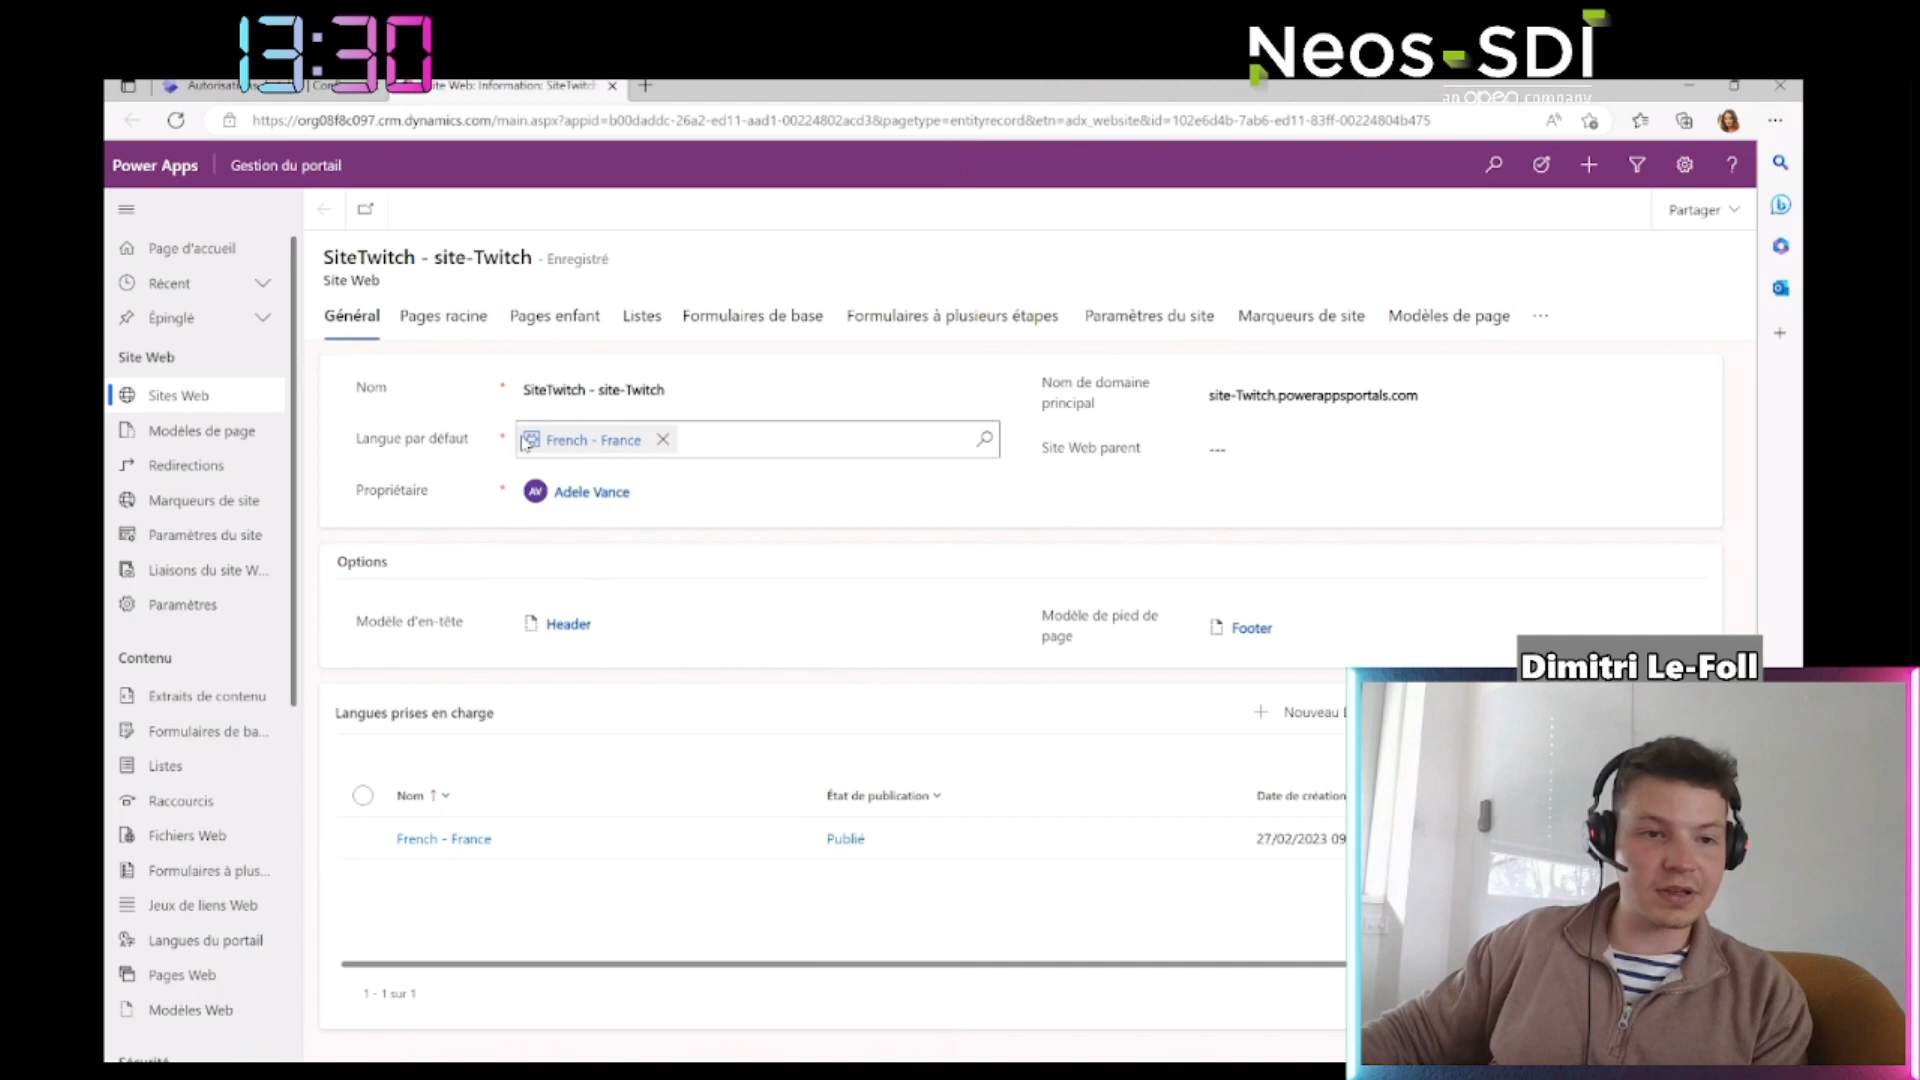 13:30
Neos-SDI
an open company
Site Web: Information: SiteTwitch
https://org08f8c097.crm.dynamics.com/main.aspx?appid=b00daddc-26a2-ed11-aad1-00224802acd3&pagetype=entityrecord&etn=adx_website&id=102e6d4b-7ab6-ed11-83ff-00224804b475
Power Apps
Gestion du portail
Partager
Page d'accueil
Récent
Épinglé
Site Web
Sites Web
Modèles de page
Redirections
Marqueurs de site
Paramètres du site
Liaisons du site W...
Paramètres
Contenu
Extraits de contenu
Formulaires de ba...
Listes
Raccourcis
Fichiers Web
Formulaires à plus...
Jeux de liens Web
Langues du portail
Pages Web
Modèles Web
Sécurité
SiteTwitch - site-Twitch - Enregistré
Site Web
Général Pages racine Pages enfant Listes Formulaires de base Formulaires à plusieurs étapes Paramètres du site Marqueurs de site Modèles de page ...
Nom * SiteTwitch - site-Twitch
Langue par défaut * French - France
Propriétaire * AV Adele Vance
Nom de domaine
principal
site-Twitch.powerappsportals.com
Site Web parent ---
Options
Modèle d'en-tête Header
Modèle de pied de
page
Footer
Langues prises en charge
Nouveau
Nom État de publication Date de création
French - France Publié 27/02/2023 09
1 - 1 sur 1
Dimitri Le-Foll